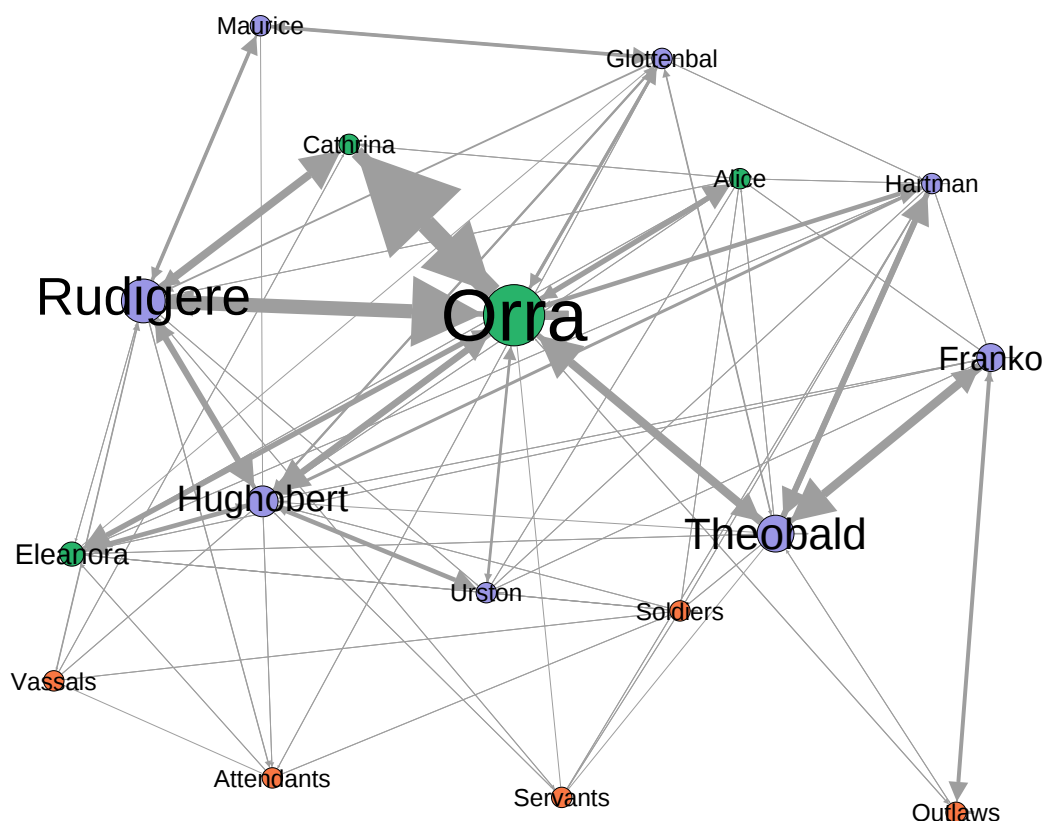 Maurice
Glottenbal
Cathrina
Alice
Hartman
Rudigere
Orra
Franko
Hughobert
Theobald
Eleanora
Urston
Soldiers
Vassals
Attendants
Servants
Outlaws